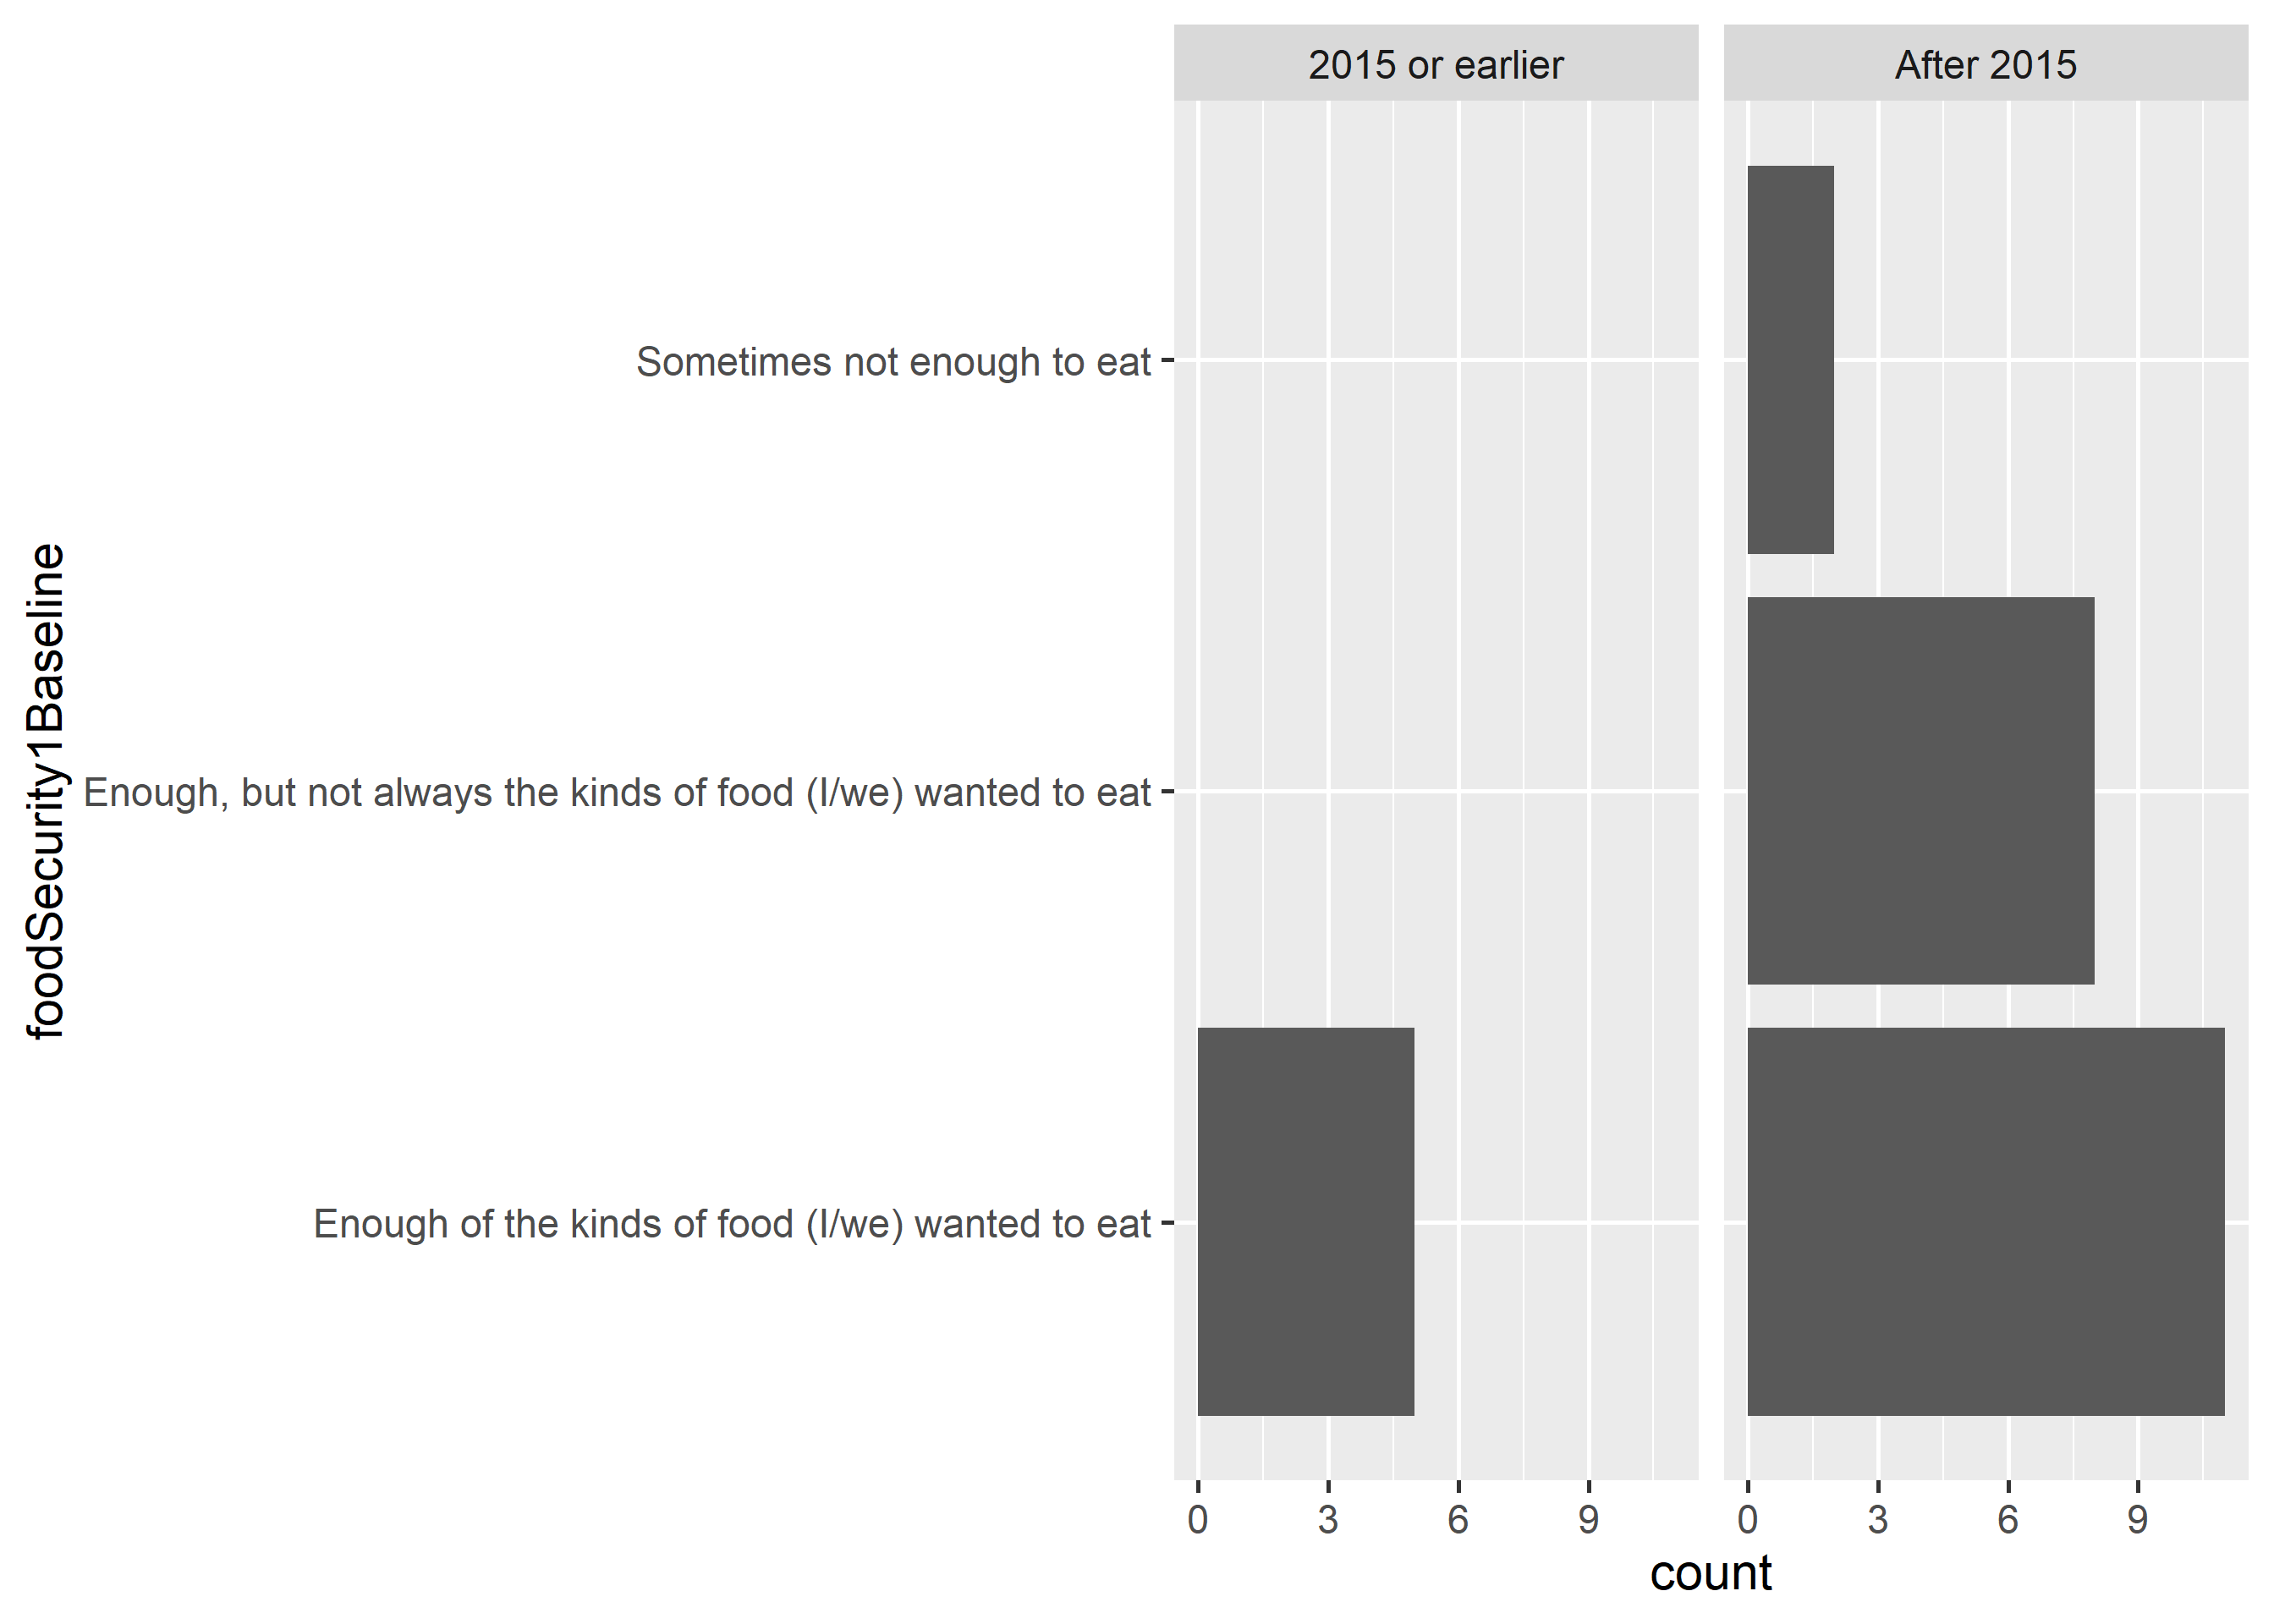 2015 or earlier
After 2015
Sometimes not enough to eat
Enough, but not always the kinds of food (I/we) wanted to eat
Enough of the kinds of food (I/we) wanted to eat
foodSecurity1Baseline
0 3 6 9 0 3 6 9
count